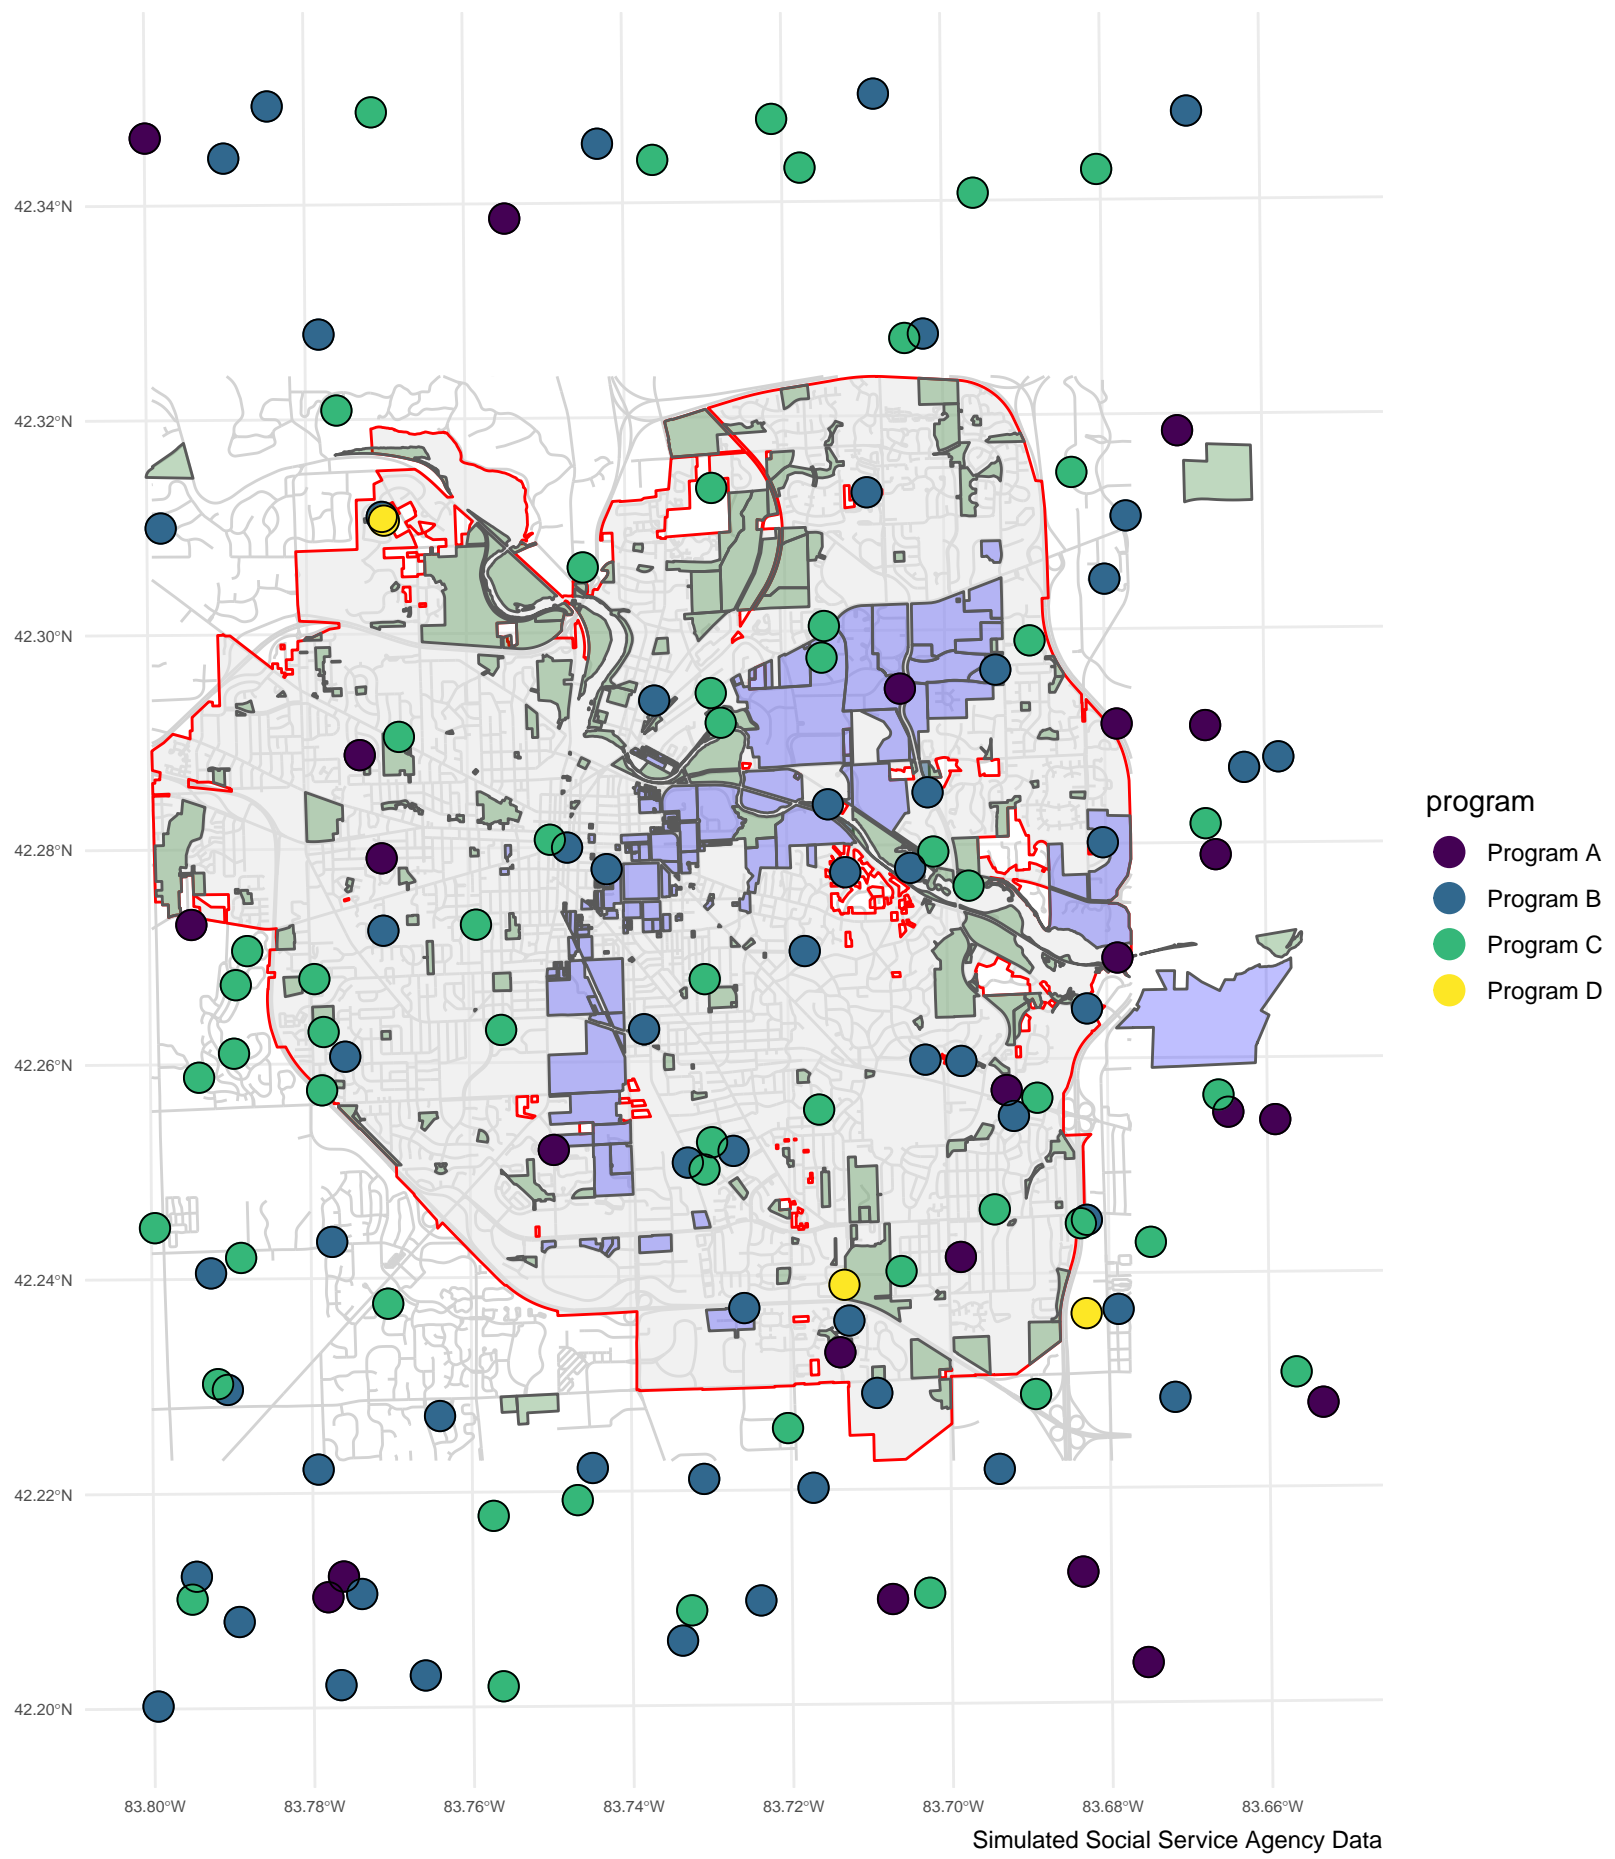 42.34°N
42.32°N
42.30°N
42.28°N
42.26°N
42.24°N
42.22°N
42.20°N
83.80°W
83.78°W
83.76°W
83.74°W
83.72°W
83.70°W
83.68°W
83.66°W
program
Program A
Program B
Program C
Program D
Simulated Social Service Agency Data